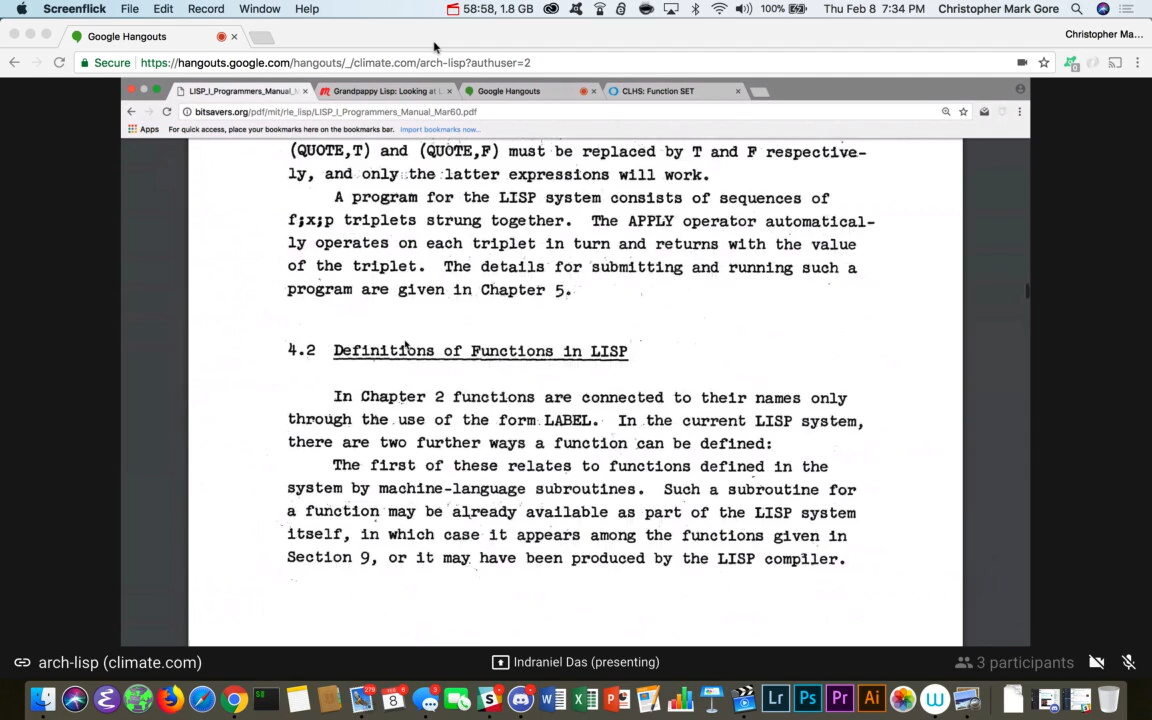 Screenflick File Edit Record Window Help 58:58, 1.8 GB 100% Thu Feb 8 7:34 PM Christopher Mark Gore
Google Hangouts Christopher Ma...
Secure https://hangouts.google.com/hangouts/_/climate.com/arch-lisp?authuser=2
LISP_I_Programmers_Manual_M Grandpappy Lisp: Looking at L Google Hangouts CLHS: Function SET
bitsavers.org/pdf/mit/rle_lisp/LISP_I_Programmers_Manual_Mar60.pdf
Apps For quick access, place your bookmarks here on the bookmarks bar. Import bookmarks now...
(QUOTE,T) and (QUOTE,F) must be replaced by T and F respective-
ly, and only the latter expressions will work.
A program for the LISP system consists of sequences of
f;x;p triplets strung together. The APPLY operator automatical-
ly operates on each triplet in turn and returns with the value
of the triplet. The details for submitting and running such a
program are given in Chapter 5.
4.2 Definitions of Functions in LISP
In Chapter 2 functions are connected to their names only
through the use of the form LABEL. In the current LISP system,
there are two further ways a function can be defined:
The first of these relates to functions defined in the
system by machine-language subroutines. Such a subroutine for
a function may be already available as part of the LISP system
itself, in which case it appears among the functions given in
Section 9, or it may have been produced by the LISP compiler.
arch-lisp (climate.com) Indraniel Das (presenting) 3 participants
279 8 3 W X P Lr Ps Pr Ai W